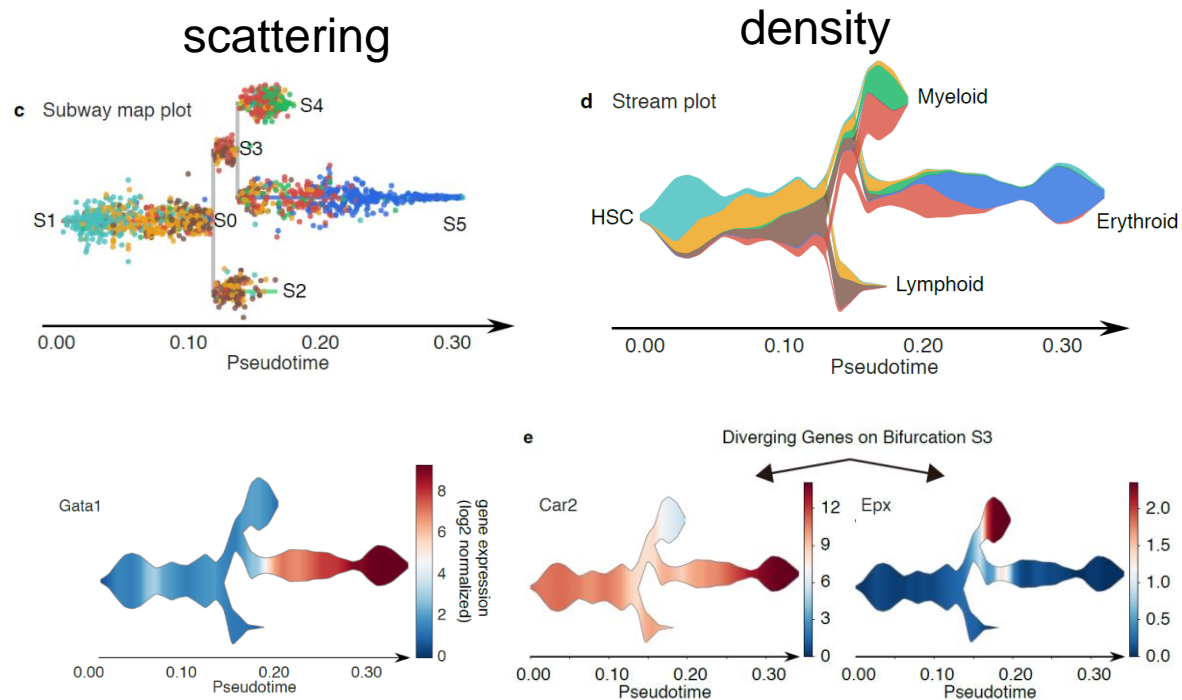 scattering
density
c Subway map plot
S4
S3
S1
S0
S5
S2
0.00 0.10 0.20 0.30
Pseudotime
d Stream plot
Myeloid
HSC
Erythroid
Lymphoid
0.00 0.10 0.20 0.30
Pseudotime
Gata1
8
6
4
2
0
gene expression
(log2 normalized)
0.00 0.10 0.20 0.30
Pseudotime
e
Diverging Genes on Bifurcation S3
Car2
12
9
6
3
0
0.00 0.10 0.20 0.30
Pseudotime
Epx
2.0
1.5
1.0
0.5
0.0
0.00 0.10 0.20 0.30
Pseudotime